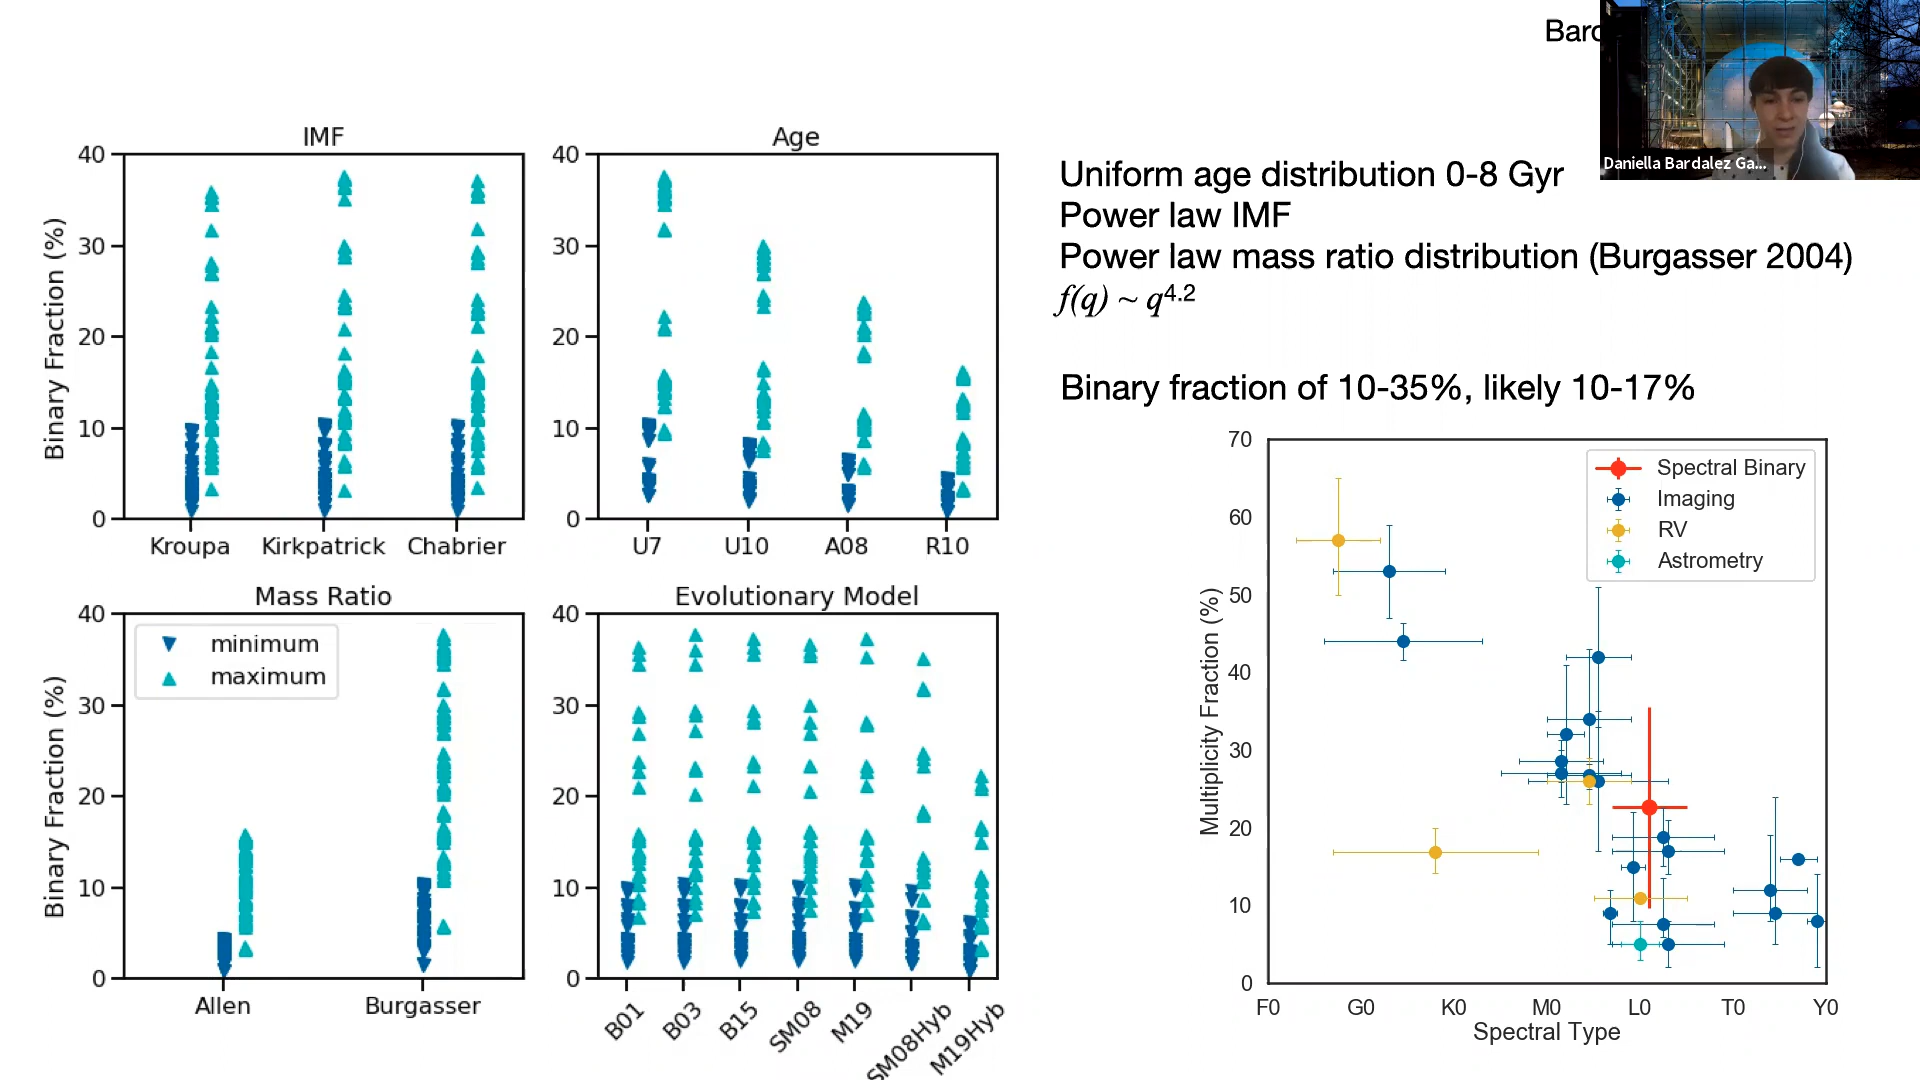 Daniella Bardalez Ga...
IMF
40
30
20
10
0
Binary Fraction (%)
Kroupa
Kirkpatrick
Chabrier
Age
40
30
20
10
0
U7
U10
A08
R10
Mass Ratio
minimum
maximum
40
30
20
10
0
Binary Fraction (%)
Allen
Burgasser
Evolutionary Model
40
30
20
10
0
B01
B03
B15
SM08
M19
SM08Hyb
M19Hyb
Uniform age distribution 0-8 Gyr
Power law IMF
Power law mass ratio distribution (Burgasser 2004)
f(q) ~ q^4.2
Binary fraction of 10-35%, likely 10-17%
70
60
50
40
30
20
10
0
Multiplicity Fraction (%)
Spectral Binary
Imaging
RV
Astrometry
F0
G0
K0
M0
L0
T0
Y0
Spectral Type